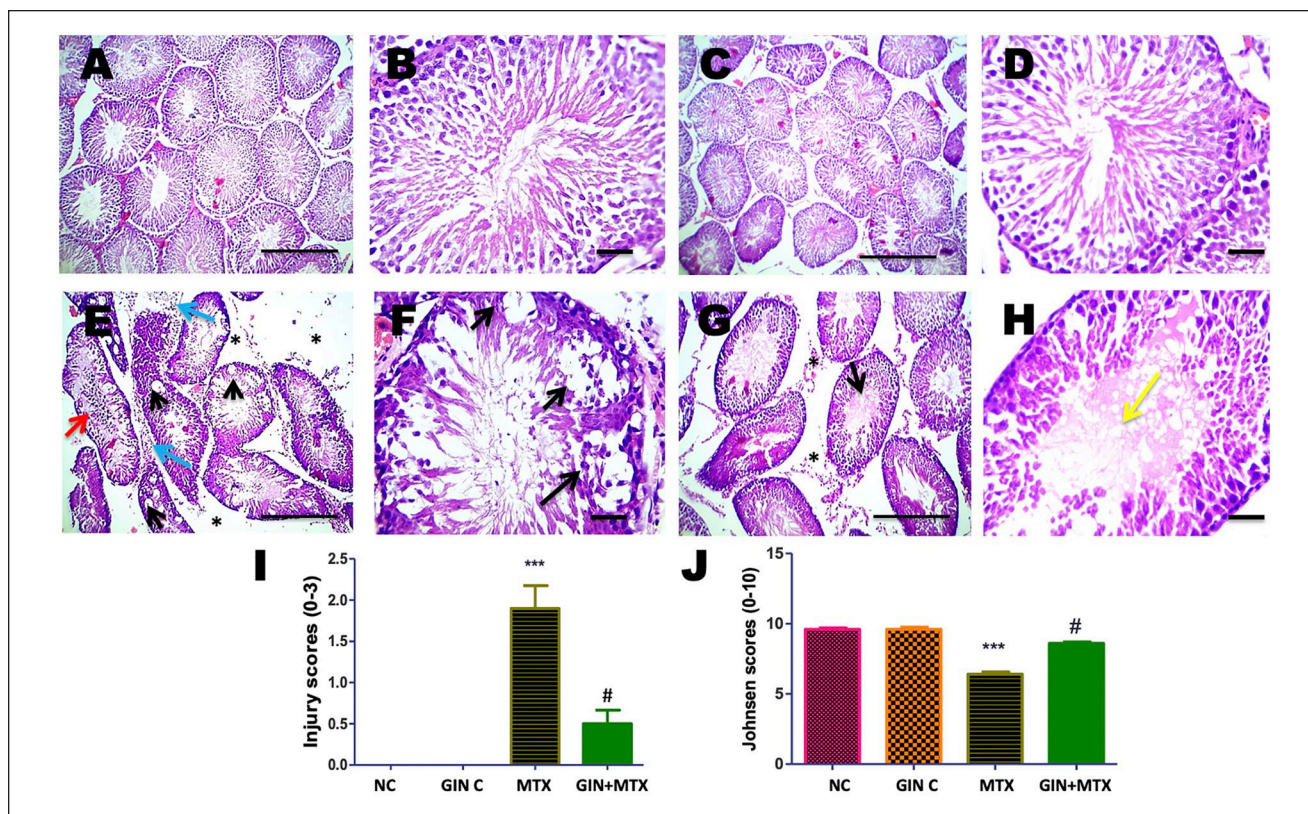 A B C D
E F G H
* * * * *
I
Injury scores (0-3)
2.5
2.0
1.5
1.0
0.5
0.0
***
#
NC GIN C MTX GIN+MTX
J
Johnsen scores (0-10)
15
10
5
0
***
#
NC GIN C MTX GIN+MTX